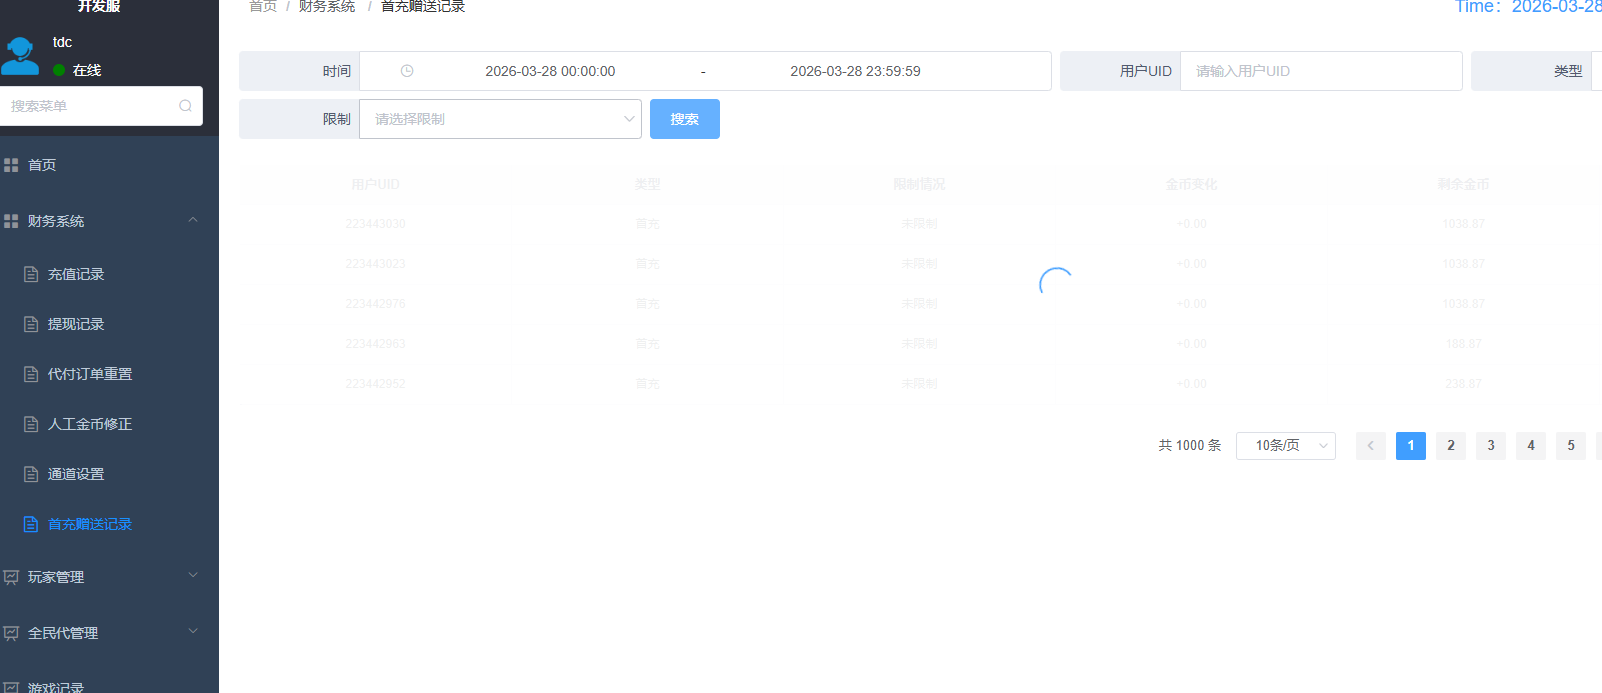 开发服
tdc
在线
搜索菜单
首页
财务系统
充值记录
提现记录
代付订单重置
人工金币修正
通道设置
首充赠送记录
玩家管理
全民代管理
游戏记录
首页 / 财务系统 / 首充赠送记录
Time：2026-03-28
时间 2026-03-28 00:00:00 - 2026-03-28 23:59:59 用户UID 请输入用户UID 类型
限制 请选择限制 搜索
用户UID 类型 限制情况 金币变化 剩余金币
223443030 首充 未限制 +0.00 1038.87
223443023 首充 未限制 +0.00 1038.87
223442976 首充 未限制 +0.00 1038.87
223442963 首充 未限制 +0.00 188.87
223442952 首充 未限制 +0.00 238.87
共 1000 条 10条/页 1 2 3 4 5